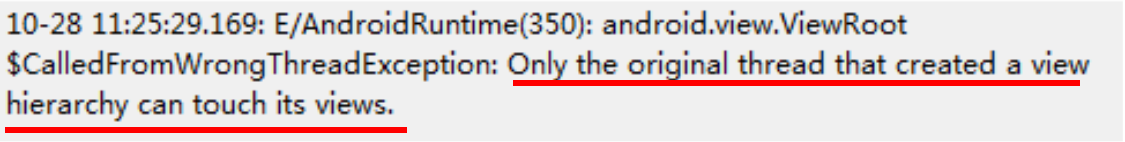 10-28 11:25:29.169: E/AndroidRuntime(350): android.view.ViewRoot
$CalledFromWrongThreadException: Only the original thread that created a view
hierarchy can touch its views.